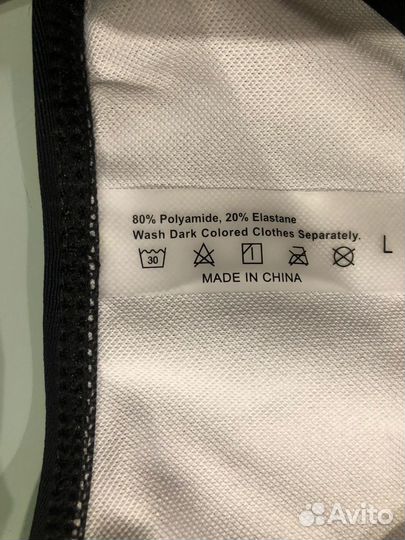 80% Polyamide, 20% Elastane
Wash Dark Colored Clothes Separately.
30
L
MADE IN CHINA
Avito